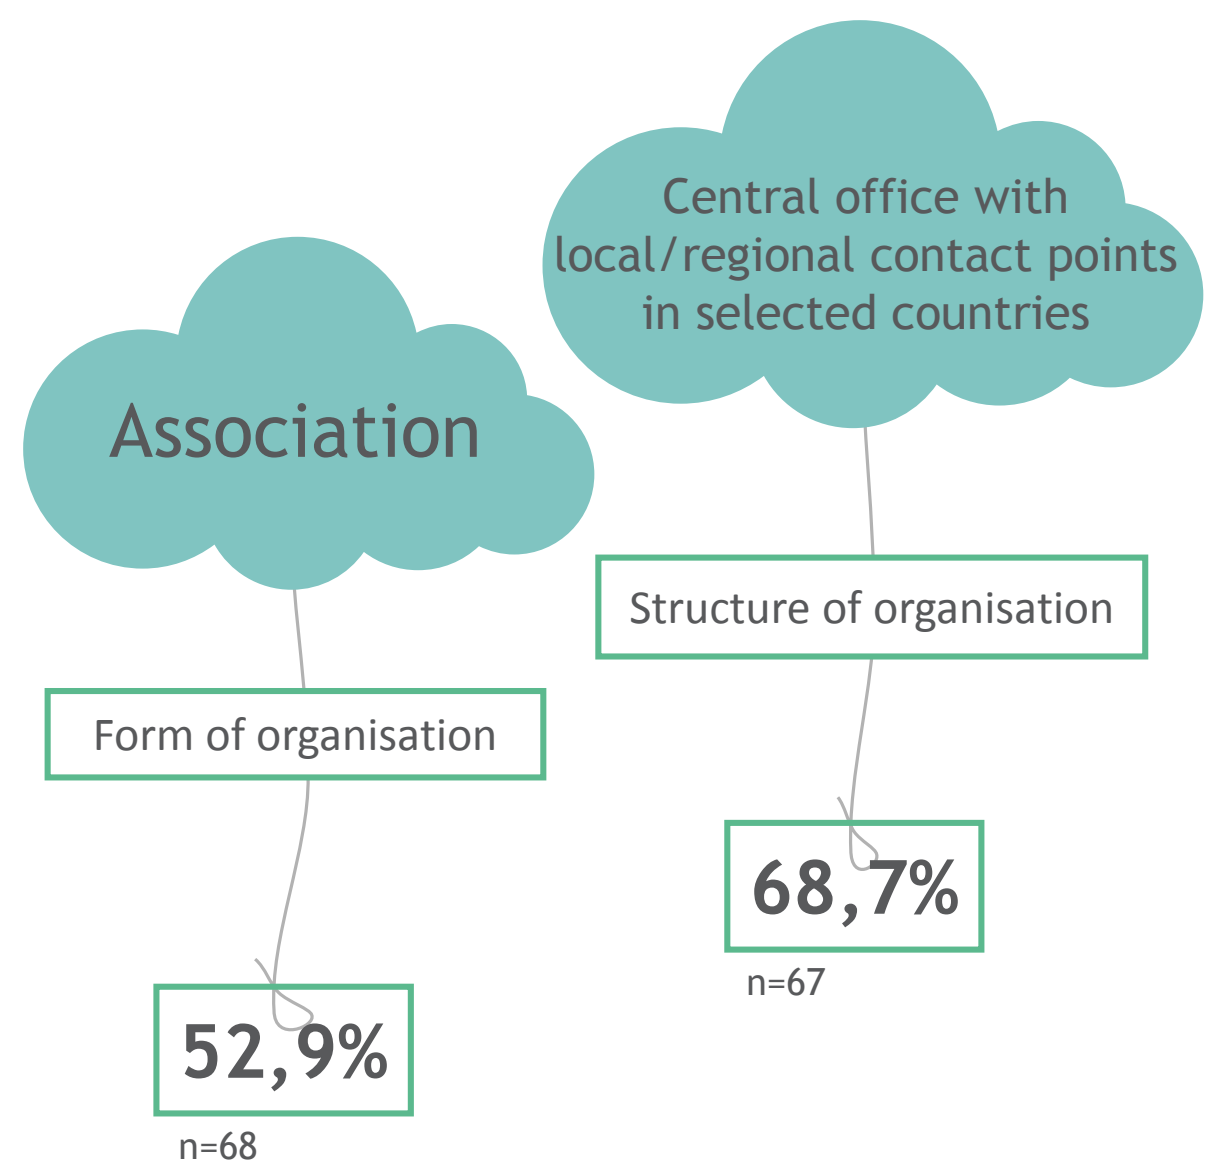 Association
Form of organisation
52,9%
n=68
Central office with
local/regional contact points
in selected countries
Structure of organisation
68,7%
n=67